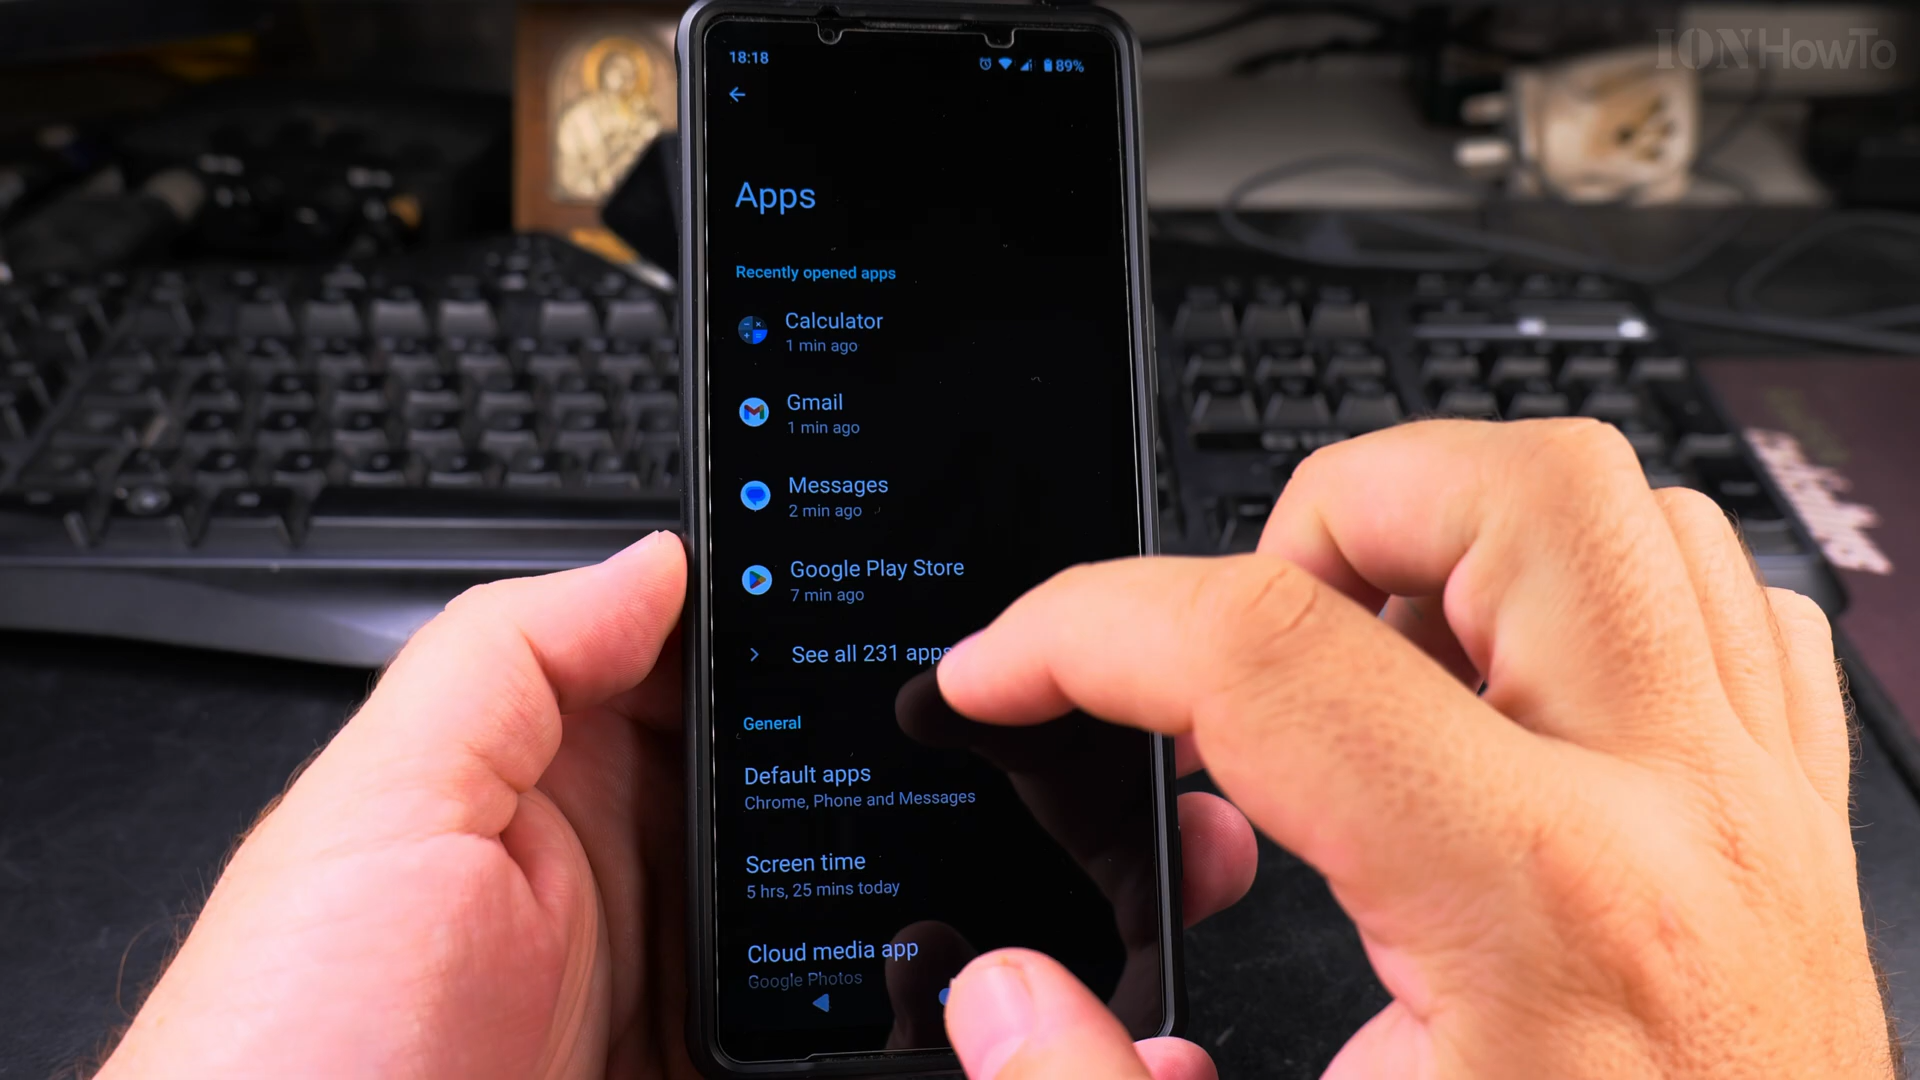 IONHowTo
18:18
89%
Apps
Recently opened apps
Calculator
1 min ago
Gmail
1 min ago
Messages
2 min ago
Google Play Store
7 min ago
See all 231 apps
General
Default apps
Chrome, Phone and Messages
Screen time
5 hrs, 25 mins today
Cloud media app
Google Photos